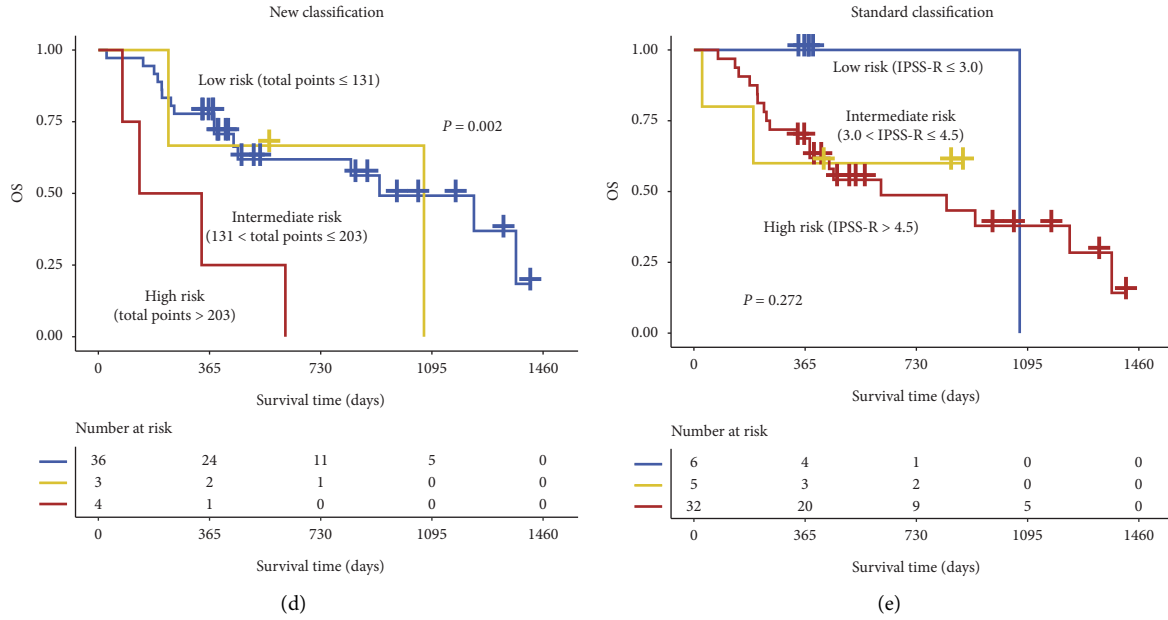 New classification
1.00
0.75
0.50
0.25
0.00
OS
Low risk (total points ≤ 131)
P = 0.002
Intermediate risk
(131 < total points ≤ 203)
High risk
(total points > 203)
0 365 730 1095 1460
Survival time (days)
Number at risk
36 24 11 5 0
3 2 1 0 0
4 1 0 0 0
0 365 730 1095 1460
Survival time (days)
(d)
Standard classification
1.00
0.75
0.50
0.25
0.00
OS
Low risk (IPSS-R ≤ 3.0)
Intermediate risk
(3.0 < IPSS-R ≤ 4.5)
High risk (IPSS-R > 4.5)
P = 0.272
0 365 730 1095 1460
Survival time (days)
Number at risk
6 4 1 0 0
5 3 2 0 0
32 20 9 5 0
0 365 730 1095 1460
Survival time (days)
(e)